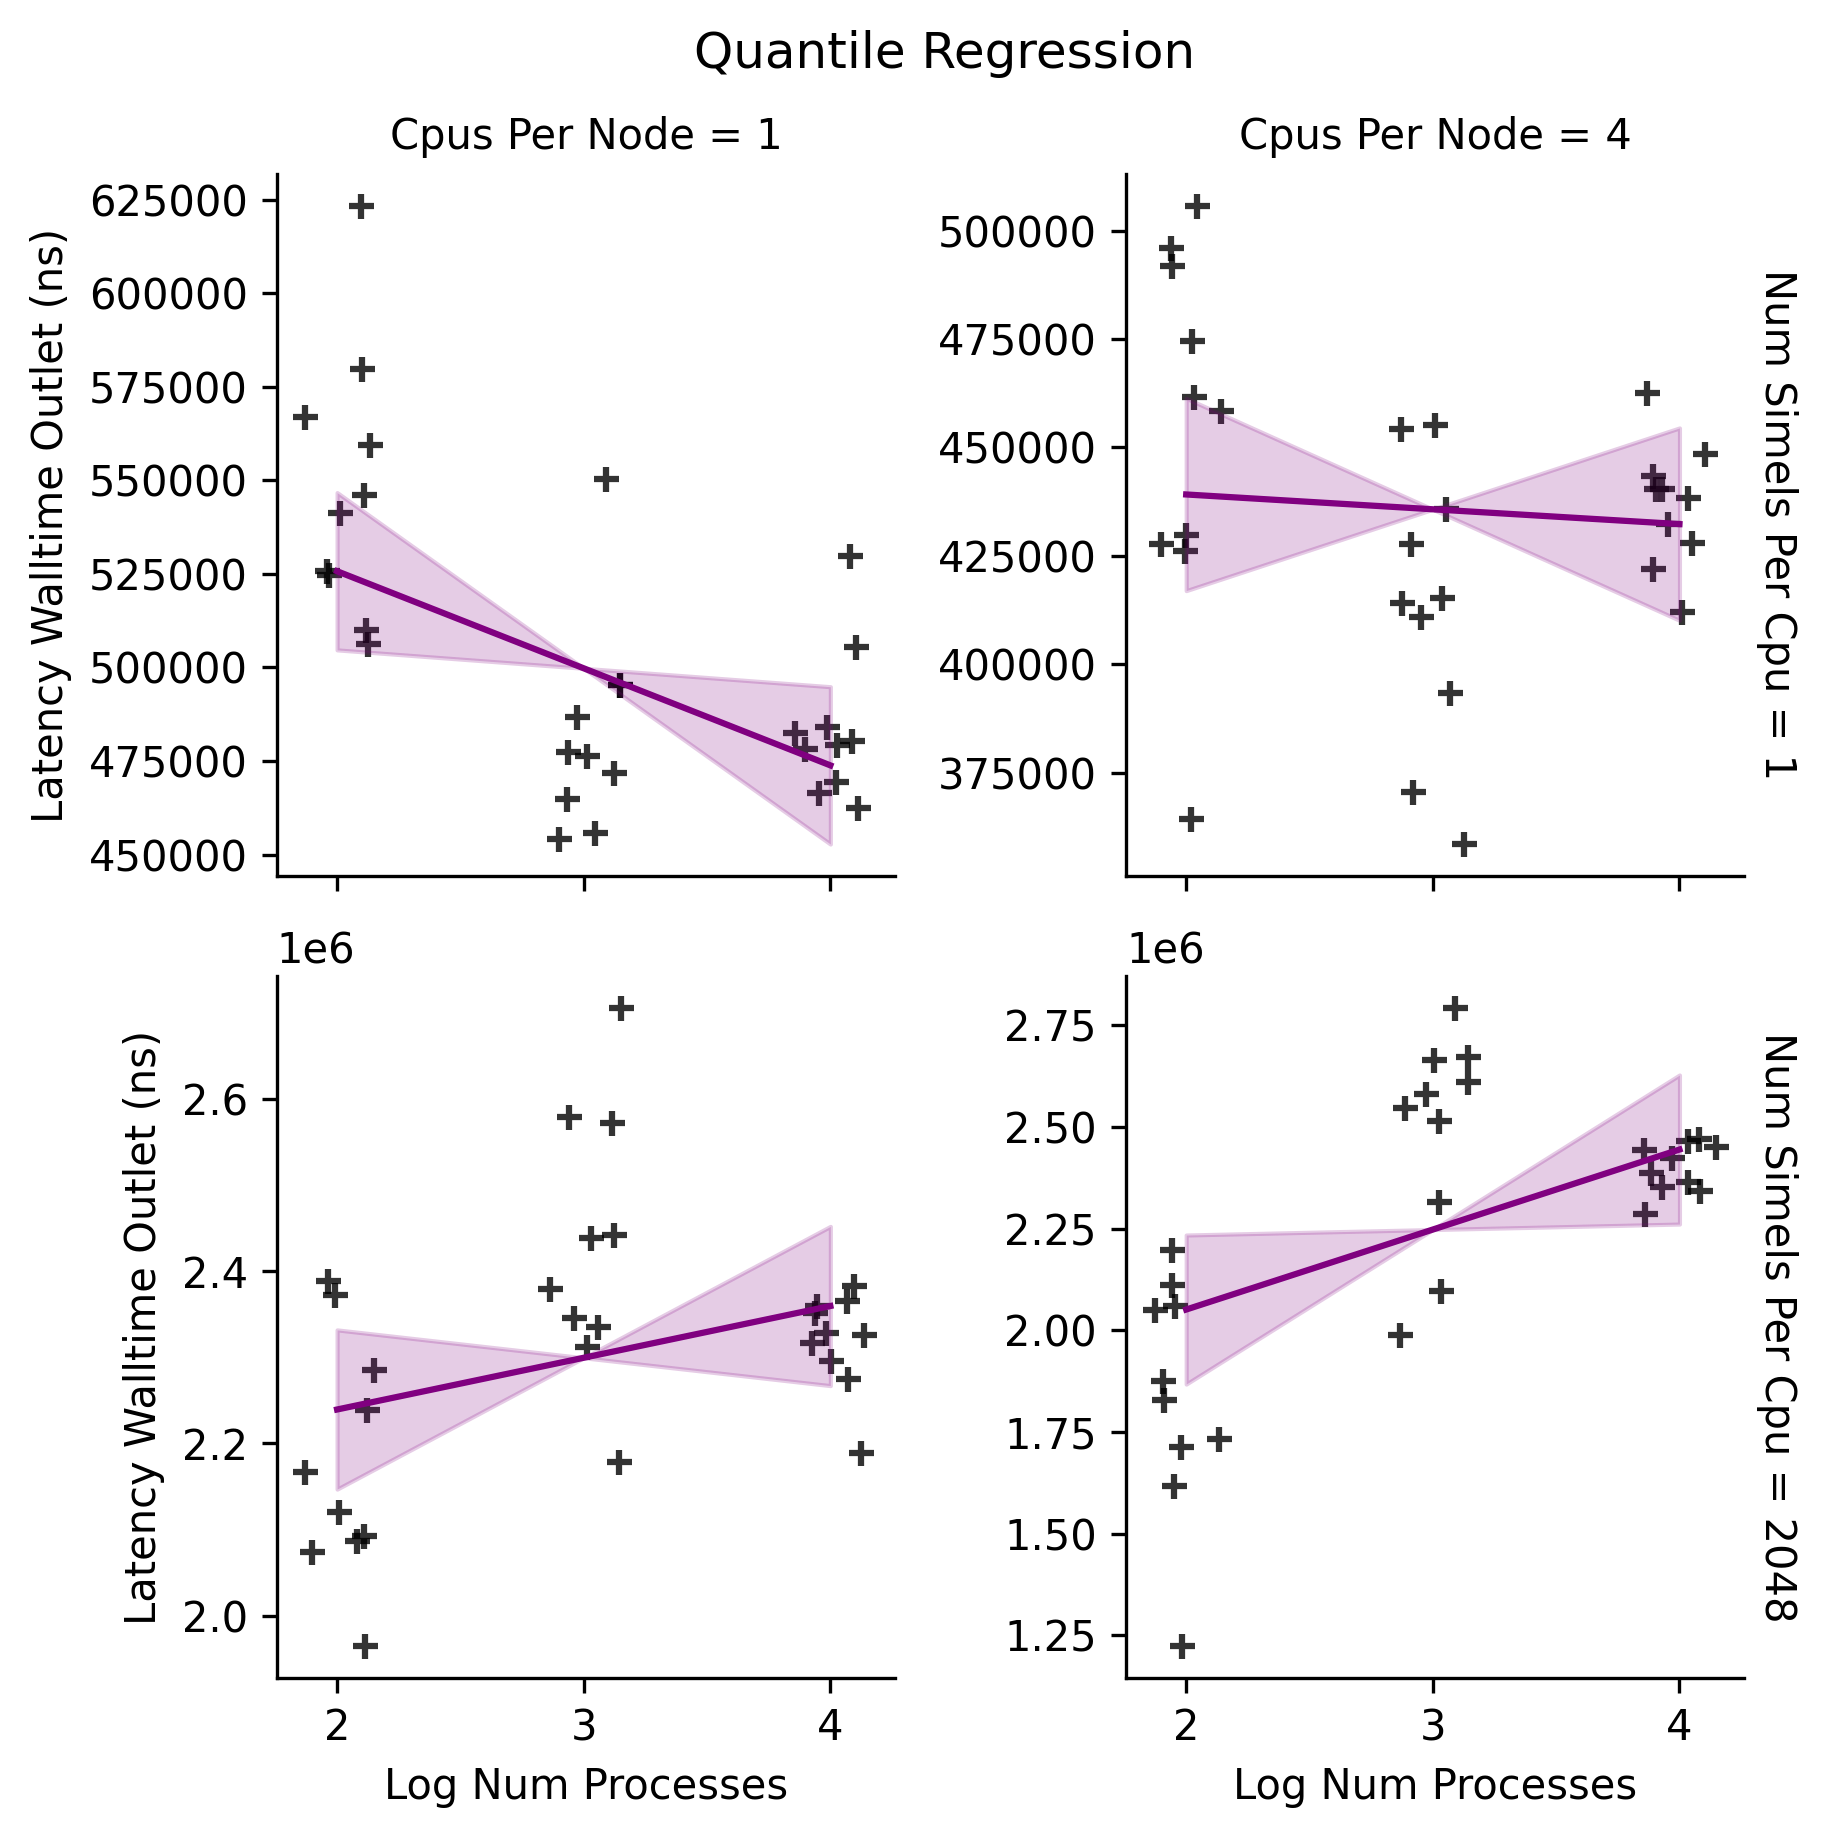 Quantile Regression
Cpus Per Node = 1
Cpus Per Node = 4
Latency Walltime Outlet (ns)
625000
600000
575000
550000
525000
500000
475000
450000
500000
475000
450000
425000
400000
375000
Num Simels Per Cpu = 1
Latency Walltime Outlet (ns)
1e6
2.6
2.4
2.2
2.0
2
3
4
Log Num Processes
1e6
2.75
2.50
2.25
2.00
1.75
1.50
1.25
2
3
4
Log Num Processes
Num Simels Per Cpu = 2048